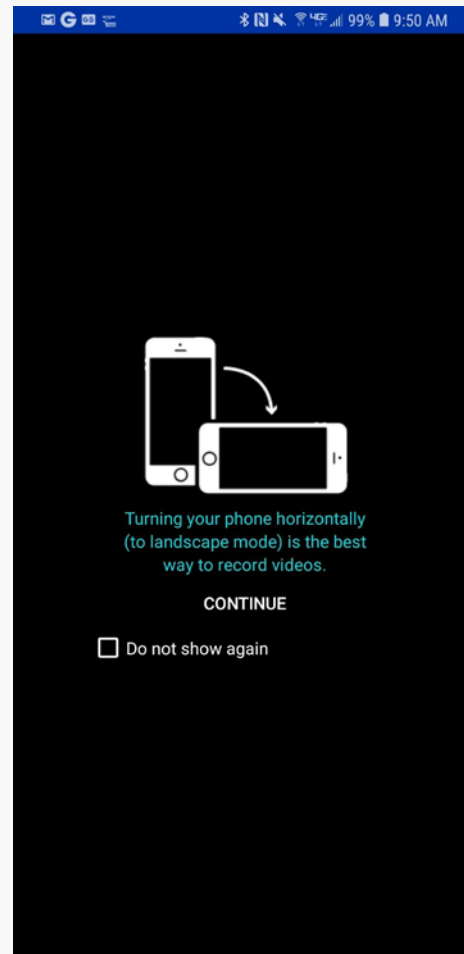 G 99% 9:50 AM
Turning your phone horizontally
(to landscape mode) is the best
way to record videos.
CONTINUE
Do not show again